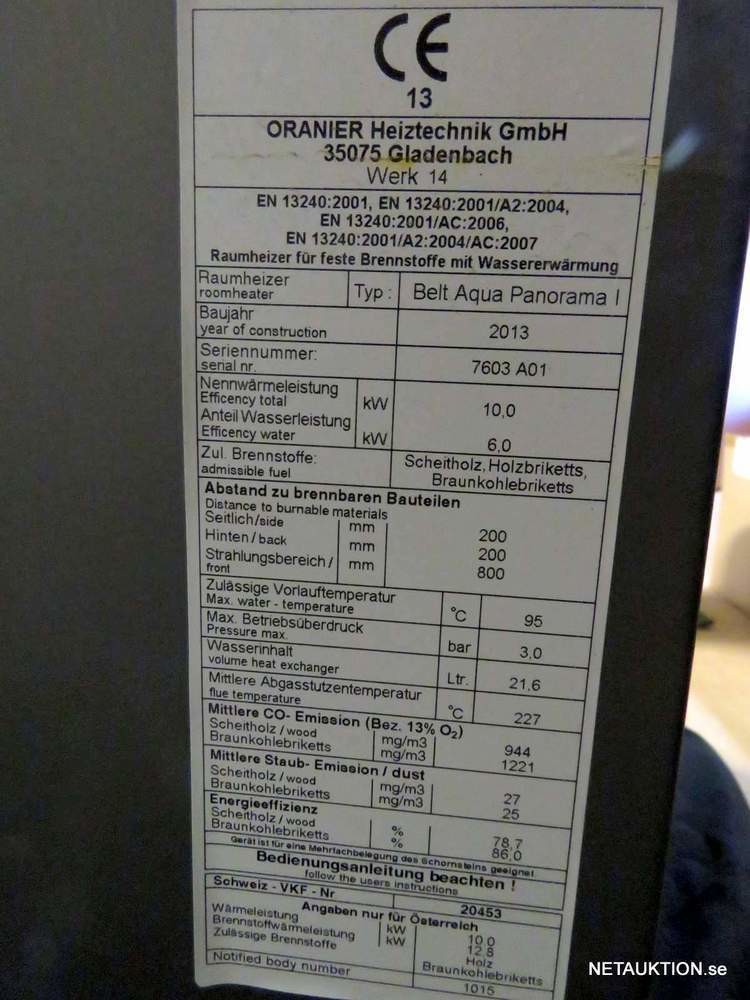 CE
13
ORANIER Heiztechnik GmbH
35075 Gladenbach
Werk 14
EN 13240:2001, EN 13240:2001/A2:2004,
EN 13240:2001/AC:2006,
EN 13240:2001/A2:2004/AC:2007
Raumheizer für feste Brennstoffe mit Wassererwärmung
Raumheizer Typ : Belt Aqua Panorama I
roomheater
Baujahr
year of construction 2013
Seriennummer:
serial nr. 7603 A01
Nennwärmeleistung
Efficency total kW 10,0
Anteil Wasserleistung
Efficency water kW 6,0
Zul. Brennstoffe: Scheitholz, Holzbriketts,
admissible fuel Braunkohlebriketts
Abstand zu brennbaren Bauteilen
Distance to burnable materials
Seitlich/side mm 200
Hinten / back mm 200
Strahlungsbereich / mm 800
front
Zulässige Vorlauftemperatur
Max. water - temperature °C 95
Max. Betriebsüberdruck
Pressure max. bar 3,0
Wasserinhalt
volume heat exchanger Ltr. 21,6
Mittlere Abgasstutzentemperatur
flue temperature °C 227
Mittlere CO- Emission (Bez. 13% O₂)
Scheitholz / wood mg/m3 944
Braunkohlebriketts mg/m3 1221
Mittlere Staub- Emission / dust
Scheitholz / wood mg/m3 27
Braunkohlebriketts mg/m3 25
Energieeffizienz
Scheitholz / wood % 78,7
Braunkohlebriketts % 86,0
Gerät ist für eine Mehrfachbelegung des Schornsteins geeignet
Bedienungsanleitung beachten !
follow the users instructions
Schweiz - VKF - Nr 20453
Angaben nur für Österreich
Wärmeleistung kW 10.0
Brennstoffwärmeleistung kW 12.8
Zulässige Brennstoffe Holz
Braunkohlebriketts
Notified body number 1015
NETAUKTION.se